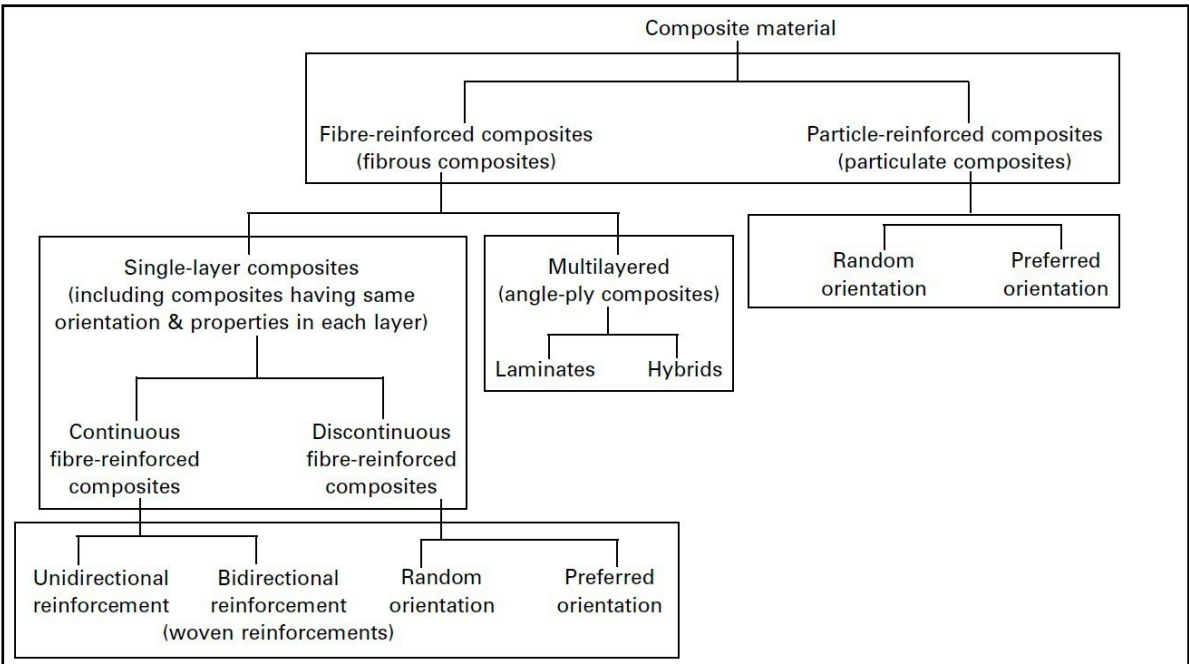 Composite material
Fibre-reinforced composites
(fibrous composites)
Particle-reinforced composites
(particulate composites)
Single-layer composites
(including composites having same
orientation & properties in each layer)
Multilayered
(angle-ply composites)
Random
orientation
Preferred
orientation
Laminates
Hybrids
Continuous
fibre-reinforced
composites
Discontinuous
fibre-reinforced
composites
Unidirectional
reinforcement
Bidirectional
reinforcement
(woven reinforcements)
Random
orientation
Preferred
orientation